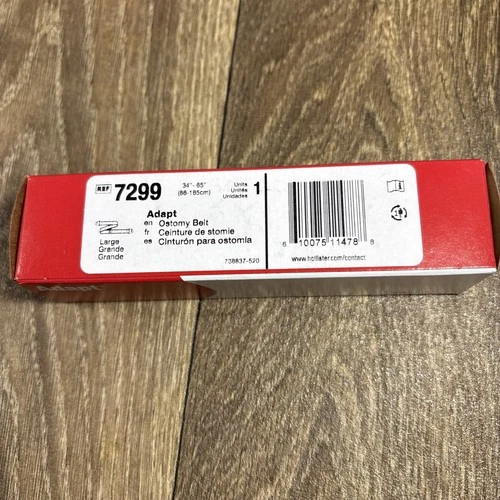 REF 7299
34"- 65"
(86-165cm)
Units
Unités
Unidades
1
Adapt
en Ostomy Belt
fr Ceinture de stomie
es Cinturón para ostomía
Large
Grande
Grande
738837-520
6 10075 11478 8
www.hollister.com/contact
Adapt